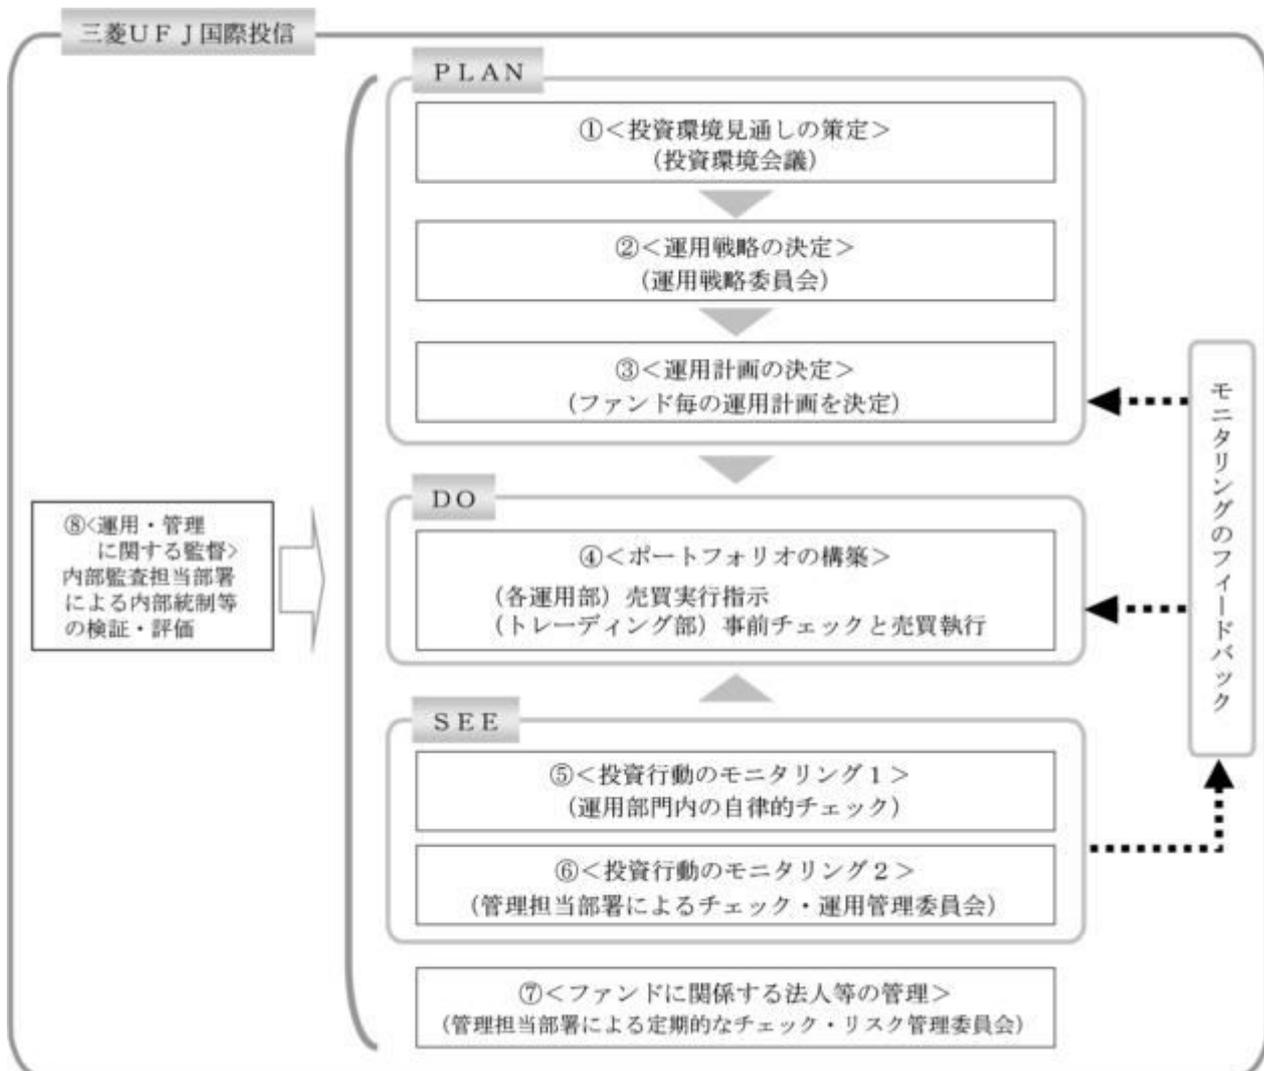 三菱ＵＦＪ国際投信
ＰＬＡＮ
①＜投資環境見通しの策定＞
（投資環境会議）
②＜運用戦略の決定＞
（運用戦略委員会）
③＜運用計画の決定＞
（ファンド毎の運用計画を決定）
ＤＯ
④＜ポートフォリオの構築＞
（各運用部）売買実行指示
（トレーディング部）事前チェックと売買執行
ＳＥＥ
⑤＜投資行動のモニタリング１＞
（運用部門内の自律的チェック）
⑥＜投資行動のモニタリング２＞
（管理担当部署によるチェック・運用管理委員会）
⑦＜ファンドに関係する法人等の管理＞
（管理担当部署による定期的なチェック・リスク管理委員会）
⑧<運用・管理
に関する監督>
内部監査担当部署
による内部統制等
の検証・評価
モニタリングのフィードバック